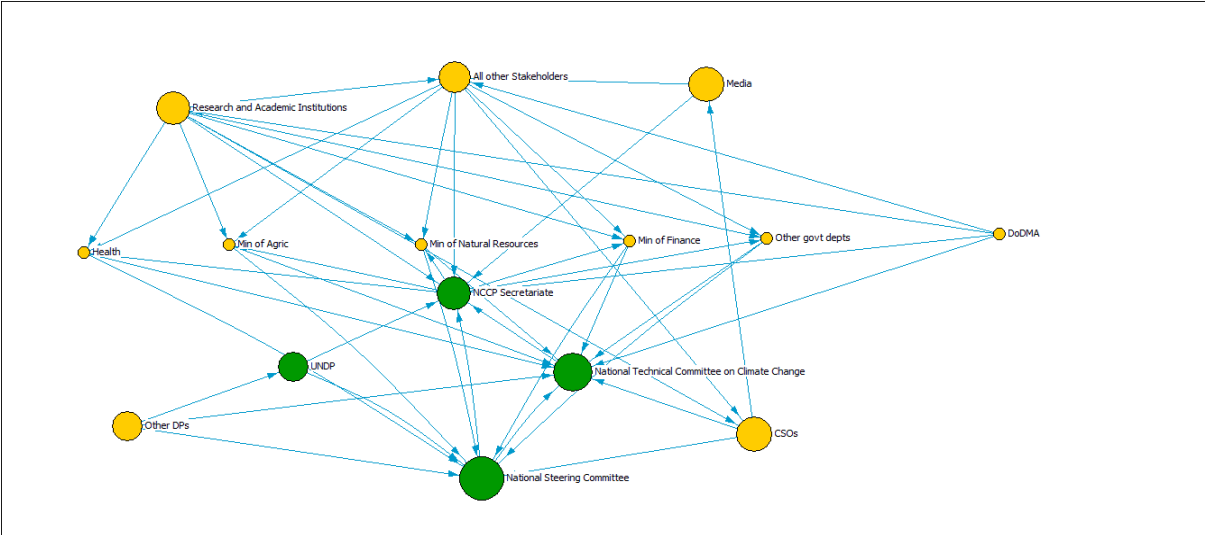 All other Stakeholders
Media
Research and Academic Institutions
DoDMA
Other govt depts
Min of Finance
Min of Agric
Min of Natural Resources
Health
NCCP Secretariate
UNDP
National Technical Committee on Climate Change
Other DPs
CSOs
National Steering Committee